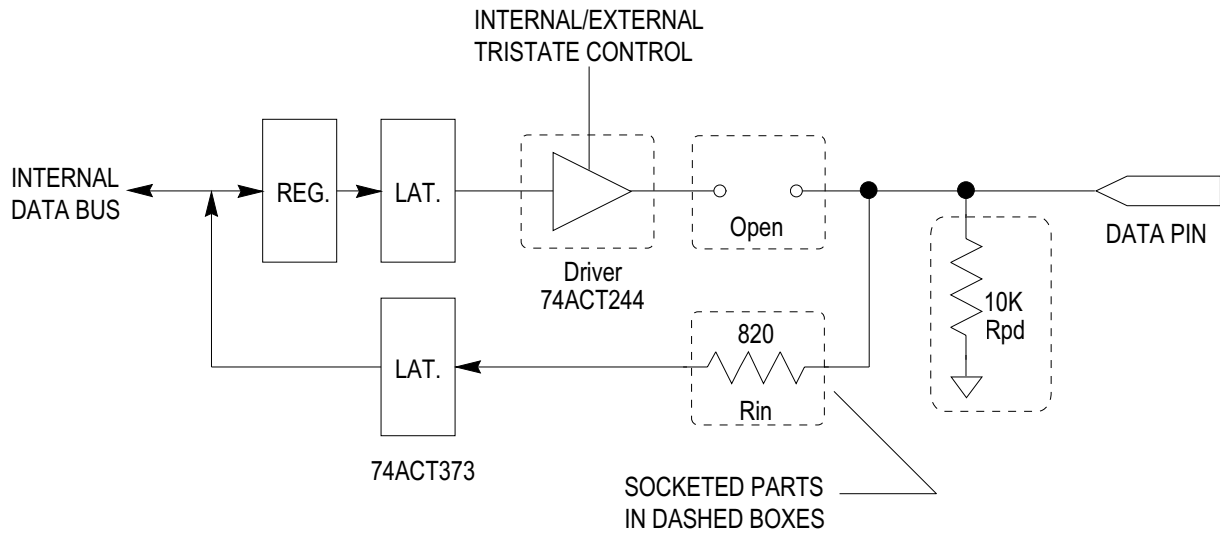 INTERNAL/EXTERNAL
TRISTATE CONTROL
INTERNAL
DATA BUS
REG.
LAT.
Open
DATA PIN
Driver
74ACT244
10K
Rpd
820
LAT.
Rin
74ACT373
SOCKETED PARTS
IN DASHED BOXES